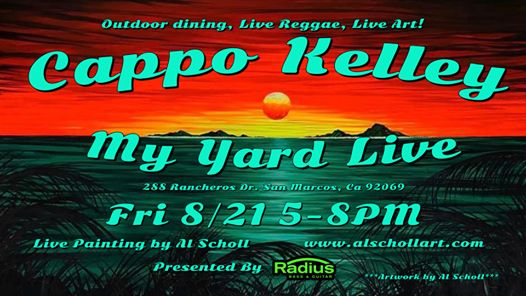 Outdoor dining, Live Reggae, Live Art!
Cappo Kelley
My Yard Live
288 Rancheros Dr. San Marcos, Ca 92069
Fri 8/21 5-8PM
Live Painting by Al Scholl www.alschollart.com
Presented By Radius
BASS & GUITAR
***Artwork by Al Scholl***